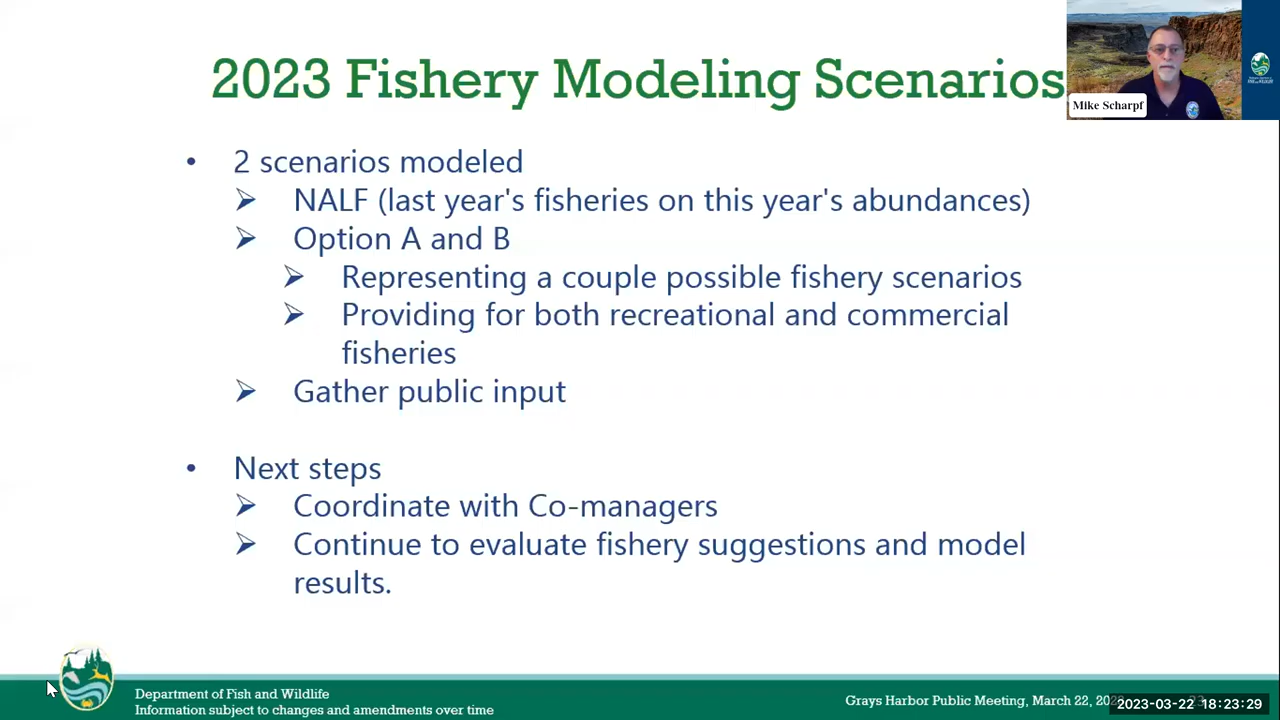 2023 Fishery Modeling Scenarios
Mike Scharpf
• 2 scenarios modeled
➢ NALF (last year's fisheries on this year's abundances)
➢ Option A and B
➢ Representing a couple possible fishery scenarios
➢ Providing for both recreational and commercial
fisheries
➢ Gather public input
• Next steps
➢ Coordinate with Co-managers
➢ Continue to evaluate fishery suggestions and model
results.
Department of Fish and Wildlife
Information subject to changes and amendments over time
Grays Harbor Public Meeting, March 22,
2023-03-22 18:23:29